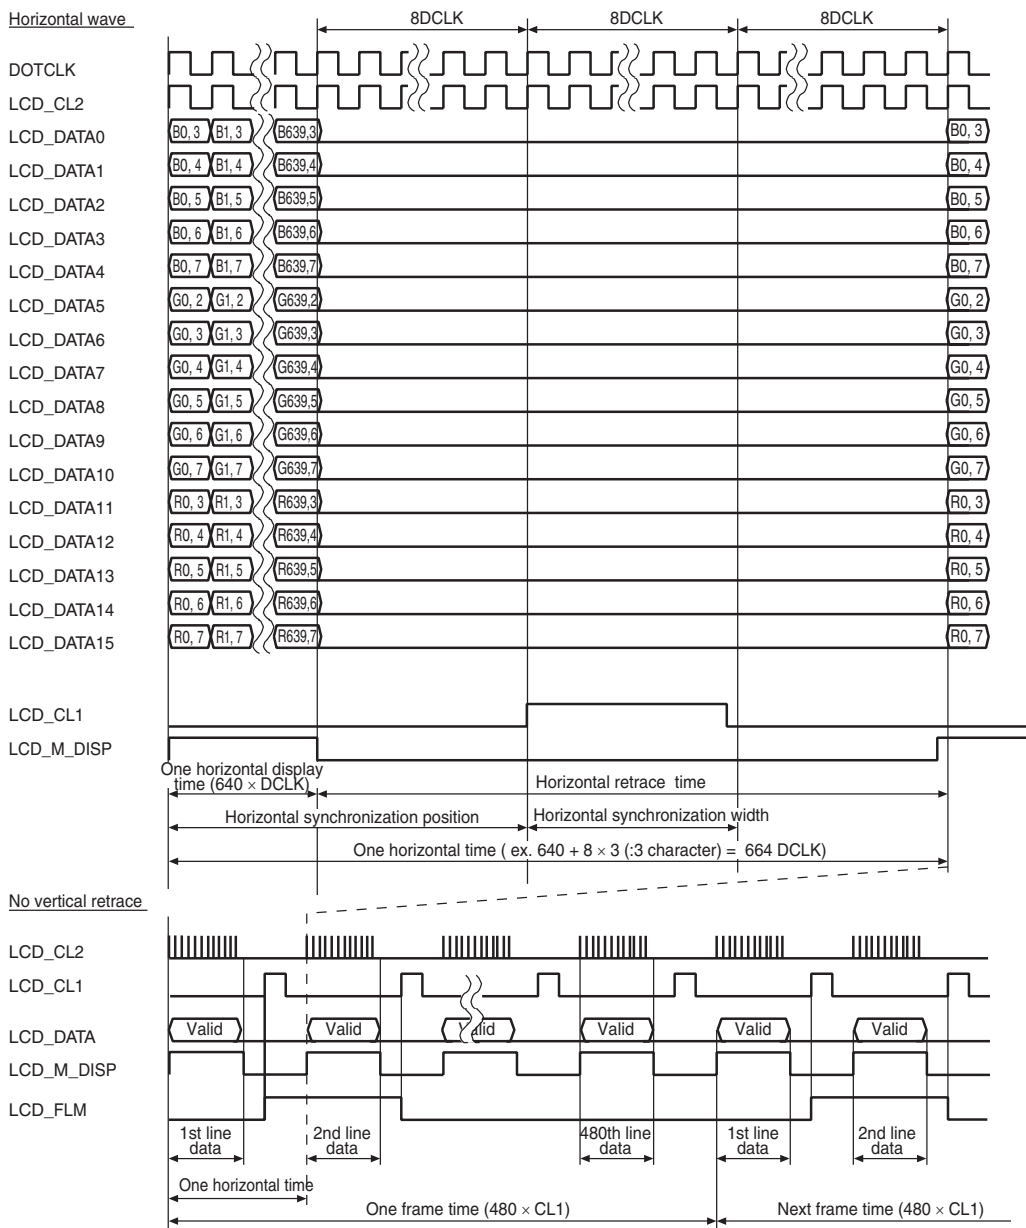 Horizontal wave
8DCLK 8DCLK 8DCLK
DOTCLK
LCD_CL2
LCD_DATA0 B0, 3 B1, 3 B639,3 B0, 3
LCD_DATA1 B0, 4 B1, 4 B639,4 B0, 4
LCD_DATA2 B0, 5 B1, 5 B639,5 B0, 5
LCD_DATA3 B0, 6 B1, 6 B639,6 B0, 6
LCD_DATA4 B0, 7 B1, 7 B639,7 B0, 7
LCD_DATA5 G0, 2 G1, 2 G639,2 G0, 2
LCD_DATA6 G0, 3 G1, 3 G639,3 G0, 3
LCD_DATA7 G0, 4 G1, 4 G639,4 G0, 4
LCD_DATA8 G0, 5 G1, 5 G639,5 G0, 5
LCD_DATA9 G0, 6 G1, 6 G639,6 G0, 6
LCD_DATA10 G0, 7 G1, 7 G639,7 G0, 7
LCD_DATA11 R0, 3 R1, 3 R639,3 R0, 3
LCD_DATA12 R0, 4 R1, 4 R639,4 R0, 4
LCD_DATA13 R0, 5 R1, 5 R639,5 R0, 5
LCD_DATA14 R0, 6 R1, 6 R639,6 R0, 6
LCD_DATA15 R0, 7 R1, 7 R639,7 R0, 7
LCD_CL1
LCD_M_DISP
One horizontal display
time (640 × DCLK)
Horizontal retrace time
Horizontal synchronization position
Horizontal synchronization width
One horizontal time ( ex. 640 + 8 × 3 (:3 character) = 664 DCLK)
No vertical retrace
LCD_CL2
LCD_CL1
LCD_DATA Valid Valid Valid Valid Valid Valid
LCD_M_DISP
LCD_FLM
1st line
data
2nd line
data
480th line
data
1st line
data
2nd line
data
One horizontal time
One frame time (480 × CL1)
Next frame time (480 × CL1)